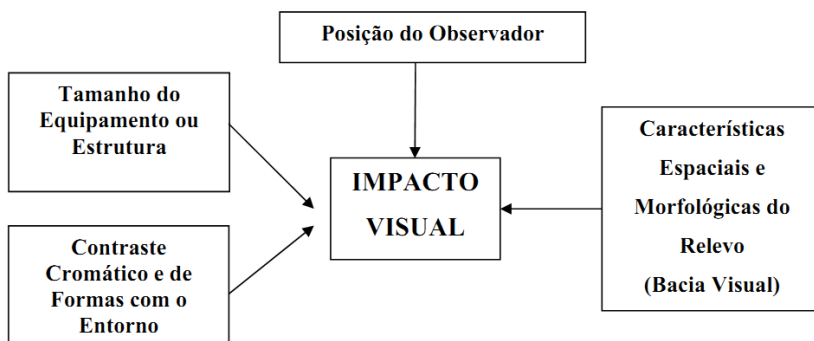 Posição do Observador
Tamanho do
Equipamento ou
Estrutura
IMPACTO
VISUAL
Características
Espaciais e
Morfológicas do
Relevo
(Bacia Visual)
Contraste
Cromático e de
Formas com o
Entorno